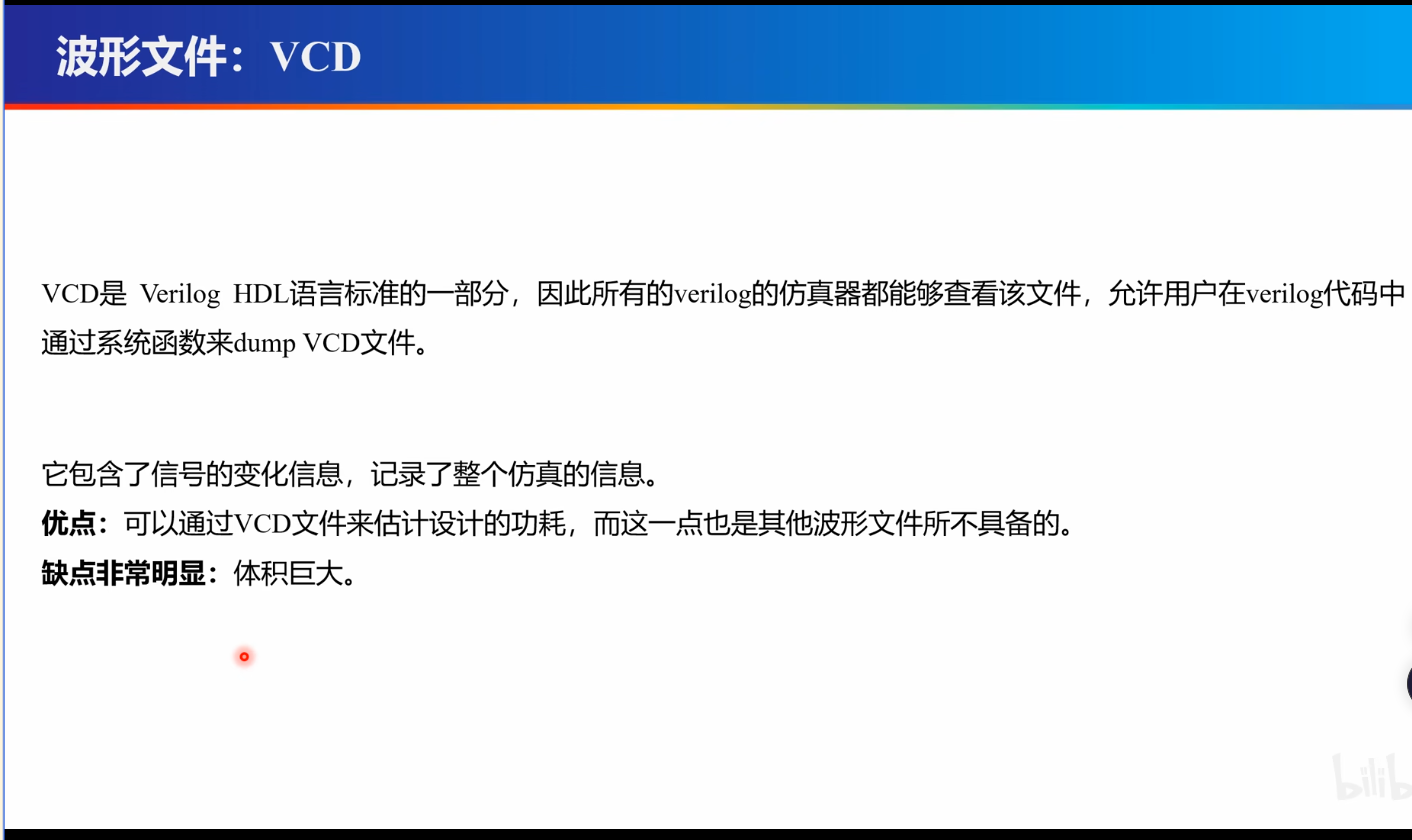 波形文件：VCD
VCD是 Verilog HDL语言标准的一部分，因此所有的verilog的仿真器都能够查看该文件，允许用户在verilog代码中
通过系统函数来dump VCD文件。
它包含了信号的变化信息，记录了整个仿真的信息。
优点：可以通过VCD文件来估计设计的功耗，而这一点也是其他波形文件所不具备的。
缺点非常明显：体积巨大。
bilib